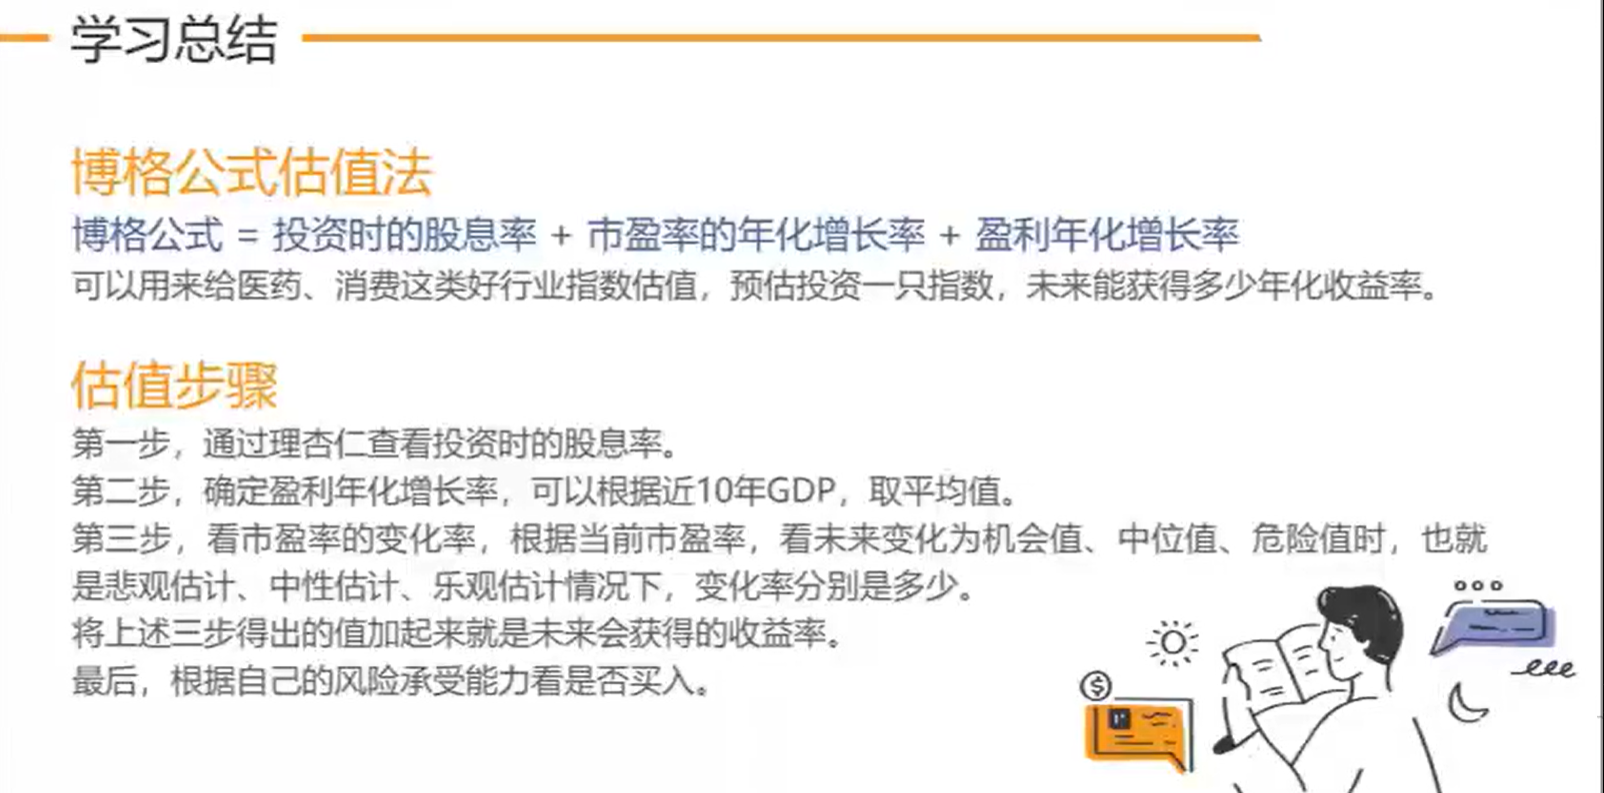 学习总结
博格公式估值法
博格公式 = 投资时的股息率 + 市盈率的年化增长率 + 盈利年化增长率
可以用来给医药、消费这类好行业指数估值，预估投资一只指数，未来能获得多少年化收益率。
估值步骤
第一步，通过理杏仁查看投资时的股息率。
第二步，确定盈利年化增长率，可以根据近10年GDP，取平均值。
第三步，看市盈率的变化率，根据当前市盈率，看未来变化为机会值、中位值、危险值时，也就
是悲观估计、中性估计、乐观估计情况下，变化率分别是多少。
将上述三步得出的值加起来就是未来会获得的收益率。
最后，根据自己的风险承受能力看是否买入。
$